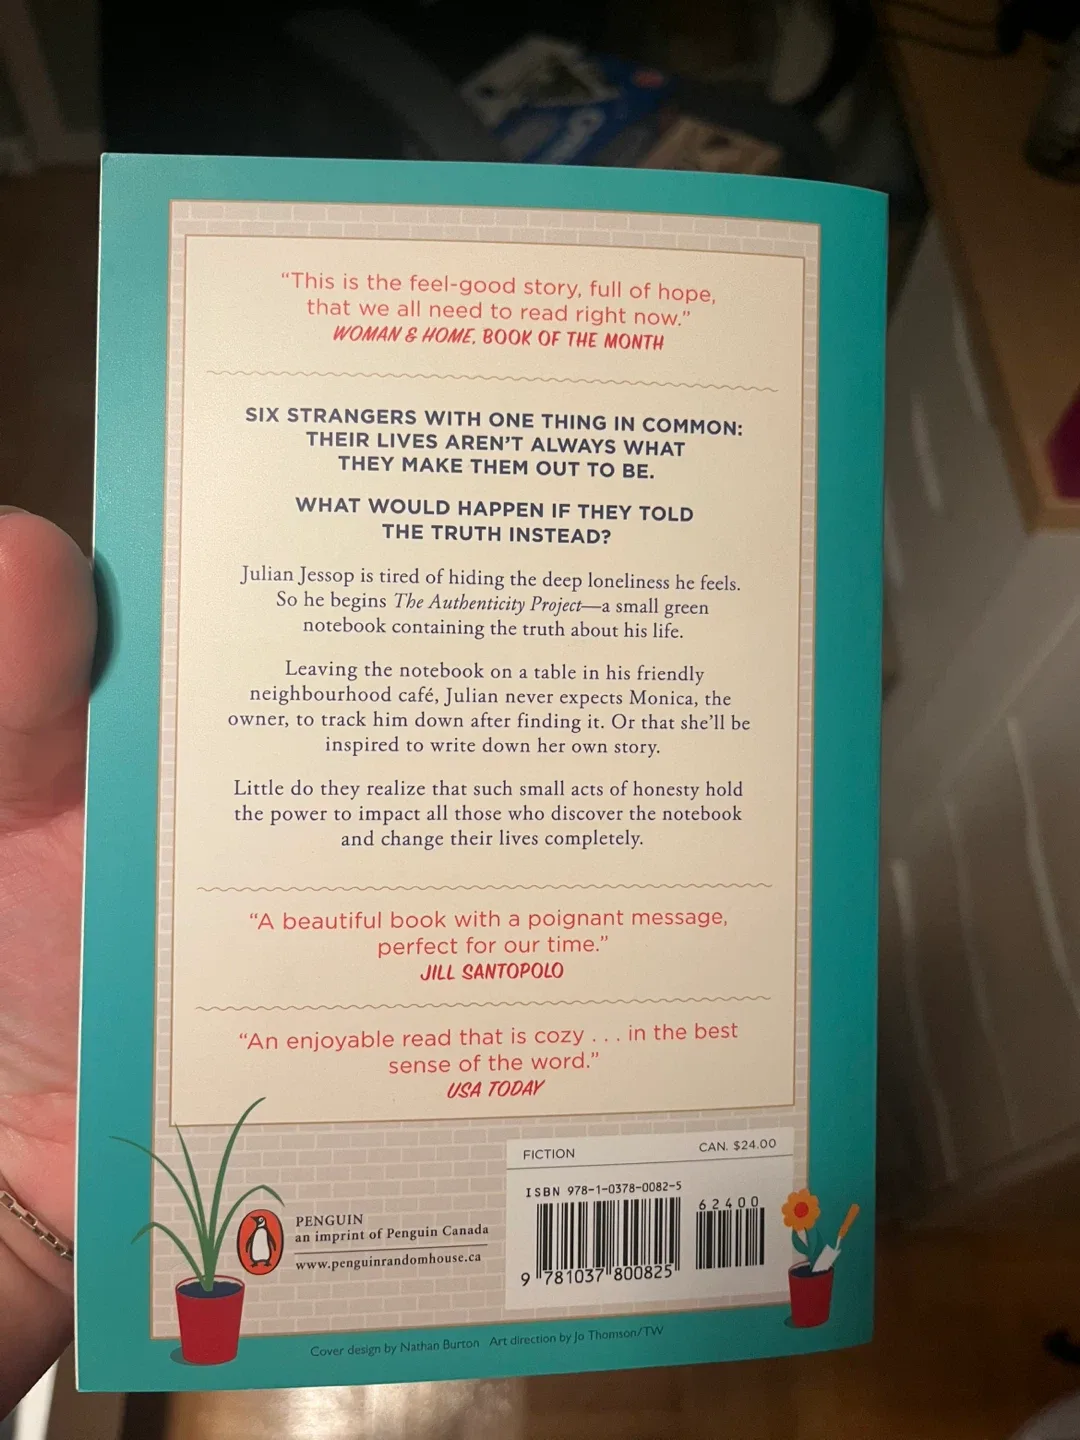 “This is the feel-good story, full of hope,
that we all need to read right now.”
WOMAN & HOME, BOOK OF THE MONTH
SIX STRANGERS WITH ONE THING IN COMMON:
THEIR LIVES AREN’T ALWAYS WHAT
THEY MAKE THEM OUT TO BE.
WHAT WOULD HAPPEN IF THEY TOLD
THE TRUTH INSTEAD?
Julian Jessop is tired of hiding the deep loneliness he feels.
So he begins The Authenticity Project—a small green
notebook containing the truth about his life.
Leaving the notebook on a table in his friendly
neighbourhood café, Julian never expects Monica, the
owner, to track him down after finding it. Or that she’ll be
inspired to write down her own story.
Little do they realize that such small acts of honesty hold
the power to impact all those who discover the notebook
and change their lives completely.
“A beautiful book with a poignant message,
perfect for our time.”
JILL SANTOPOLO
“An enjoyable read that is cozy . . . in the best
sense of the word.”
USA TODAY
PENGUIN
an imprint of Penguin Canada
www.penguinrandomhouse.ca
FICTION CAN. $24.00
ISBN 978-1-0378-0082-5
62400
9 781037 800825
Cover design by Nathan Burton Art direction by Jo Thomson/TW